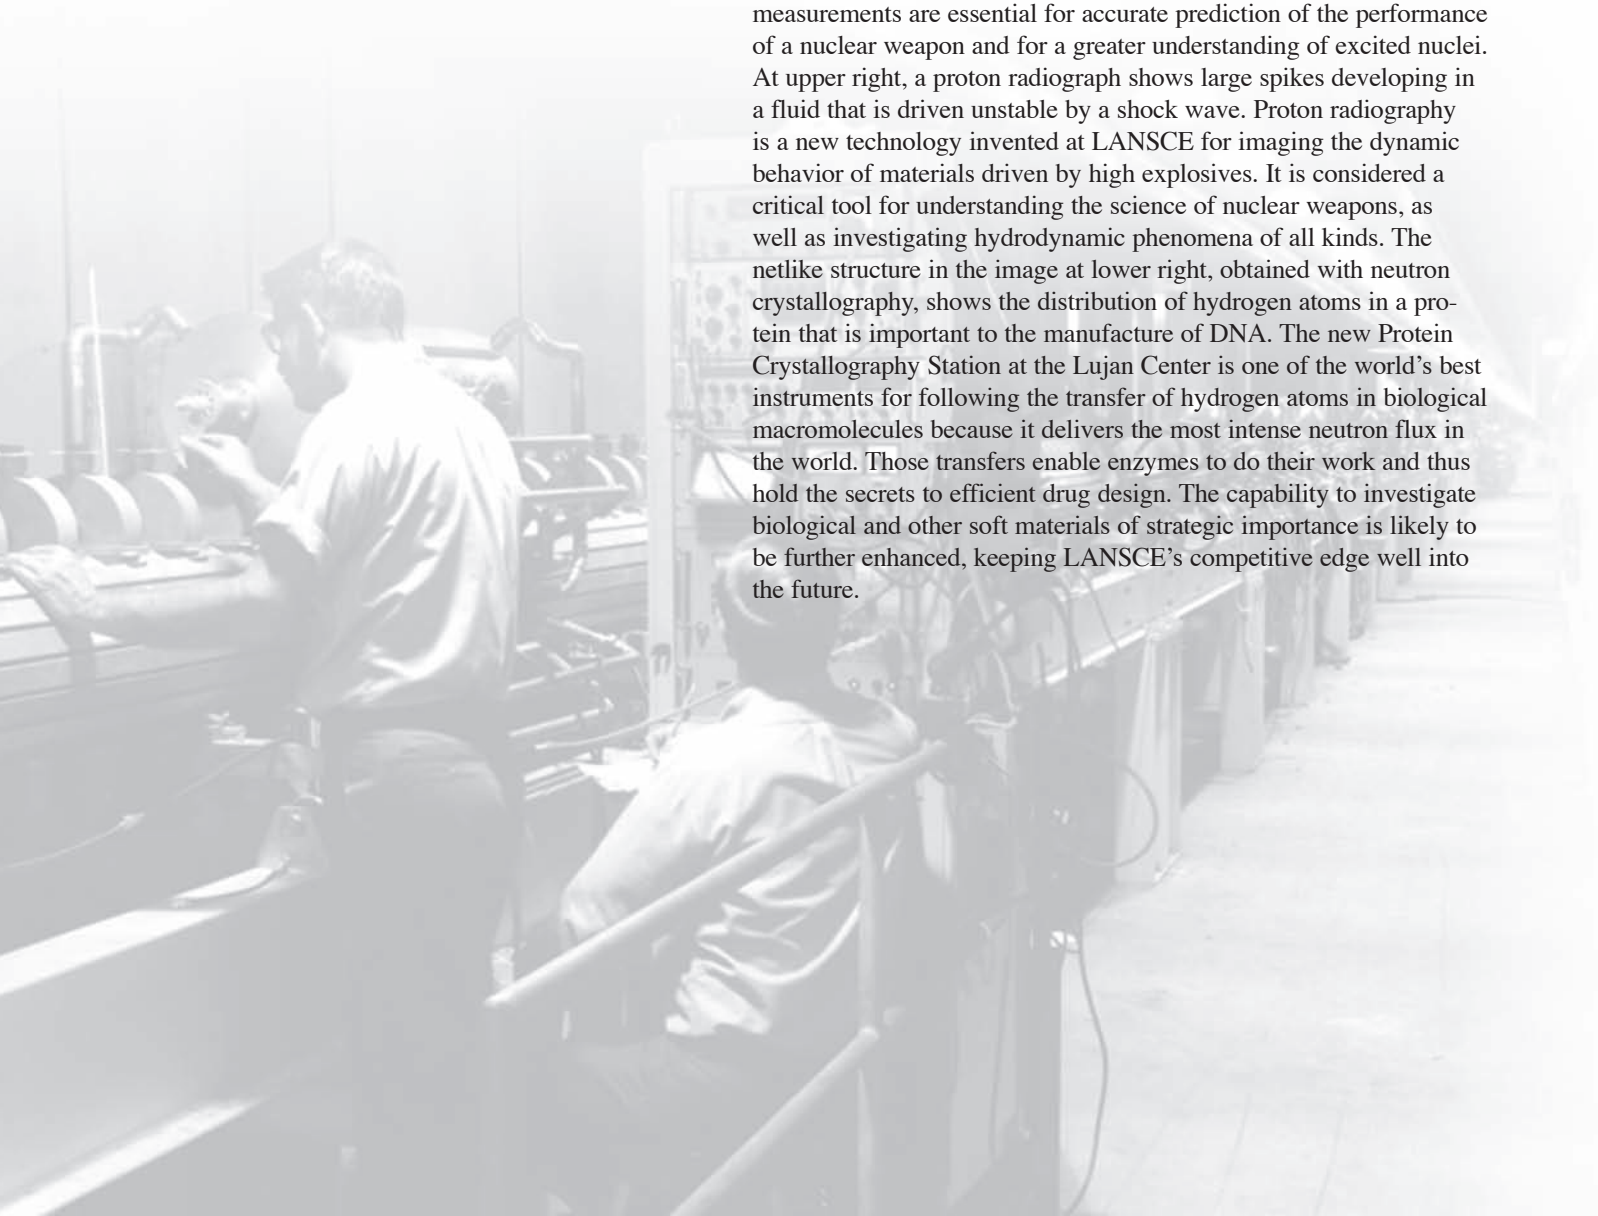 measurements are essential for accurate prediction of the performance
of a nuclear weapon and for a greater understanding of excited nuclei.
At upper right, a proton radiograph shows large spikes developing in
a fluid that is driven unstable by a shock wave. Proton radiography
is a new technology invented at LANSCE for imaging the dynamic
behavior of materials driven by high explosives. It is considered a
critical tool for understanding the science of nuclear weapons, as
well as investigating hydrodynamic phenomena of all kinds. The
netlike structure in the image at lower right, obtained with neutron
crystallography, shows the distribution of hydrogen atoms in a pro-
tein that is important to the manufacture of DNA. The new Protein
Crystallography Station at the Lujan Center is one of the world’s best
instruments for following the transfer of hydrogen atoms in biological
macromolecules because it delivers the most intense neutron flux in
the world. Those transfers enable enzymes to do their work and thus
hold the secrets to efficient drug design. The capability to investigate
biological and other soft materials of strategic importance is likely to
be further enhanced, keeping LANSCE’s competitive edge well into
the future.